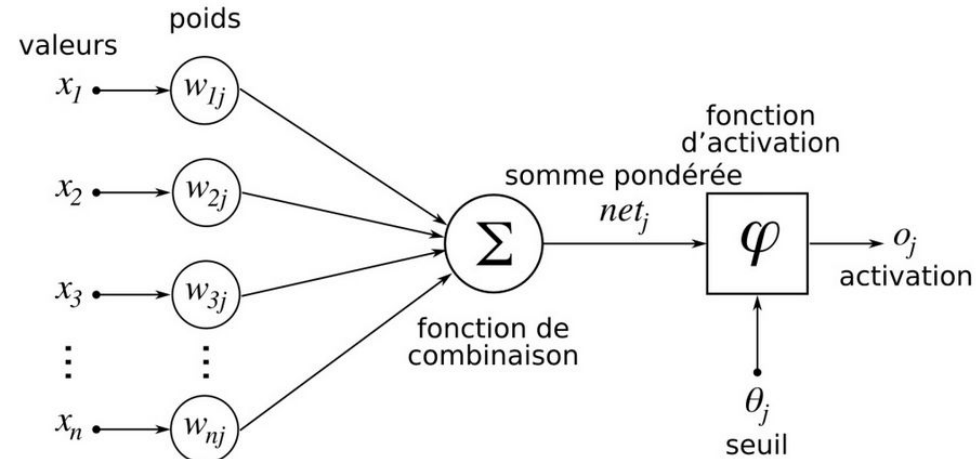 poids
valeurs
x₁
w₁ⱼ
x₂
w₂ⱼ
x₃
w₃ⱼ
⋮ ⋮
xₙ
wₙⱼ
Σ
fonction de
combinaison
somme pondérée
netⱼ
fonction
d'activation
φ
oⱼ
activation
θⱼ
seuil